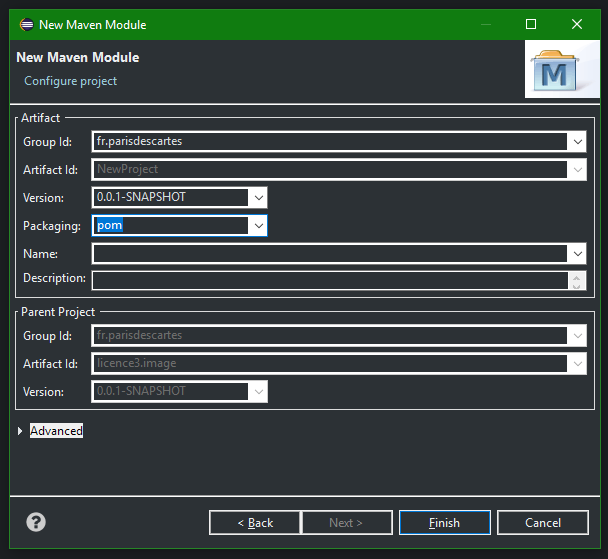 New Maven Module
New Maven Module
Configure project
M
Artifact
Group Id: fr.parisdescartes
Artifact Id: NewProject
Version: 0.0.1-SNAPSHOT
Packaging: pom
Name:
Description:
Parent Project
Group Id: fr.parisdescartes
Artifact Id: licence3.image
Version: 0.0.1-SNAPSHOT
Advanced
? < Back Next > Finish Cancel